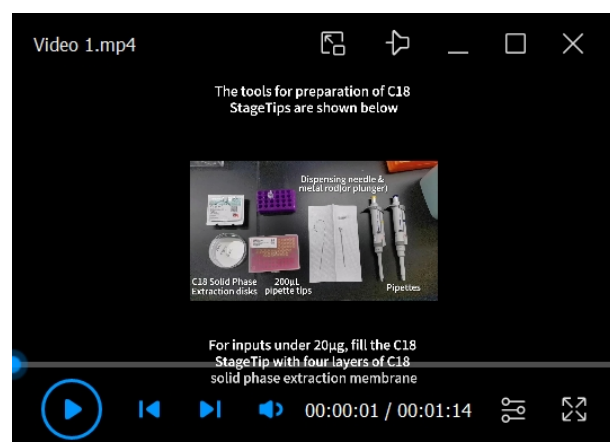 Video 1.mp4
The tools for preparation of C18
StageTips are shown below
Dispensing needle &
metal rod(or plunger)
C18 Solid Phase
Extraction disks
200μL
pipette tips
Pipettes
For inputs under 20μg, fill the C18
StageTip with four layers of C18
solid phase extraction membrane
00:00:01 / 00:01:14